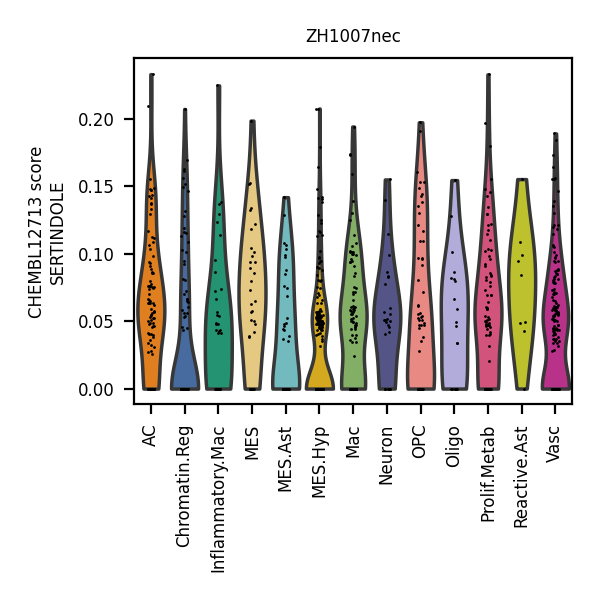 ZH1007nec
CHEMBL12713 score
SERTINDOLE
0.20
0.15
0.10
0.05
0.00
AC
Chromatin.Reg
Inflammatory.Mac
MES
MES.Ast
MES.Hyp
Mac
Neuron
OPC
Oligo
Prolif.Metab
Reactive.Ast
Vasc